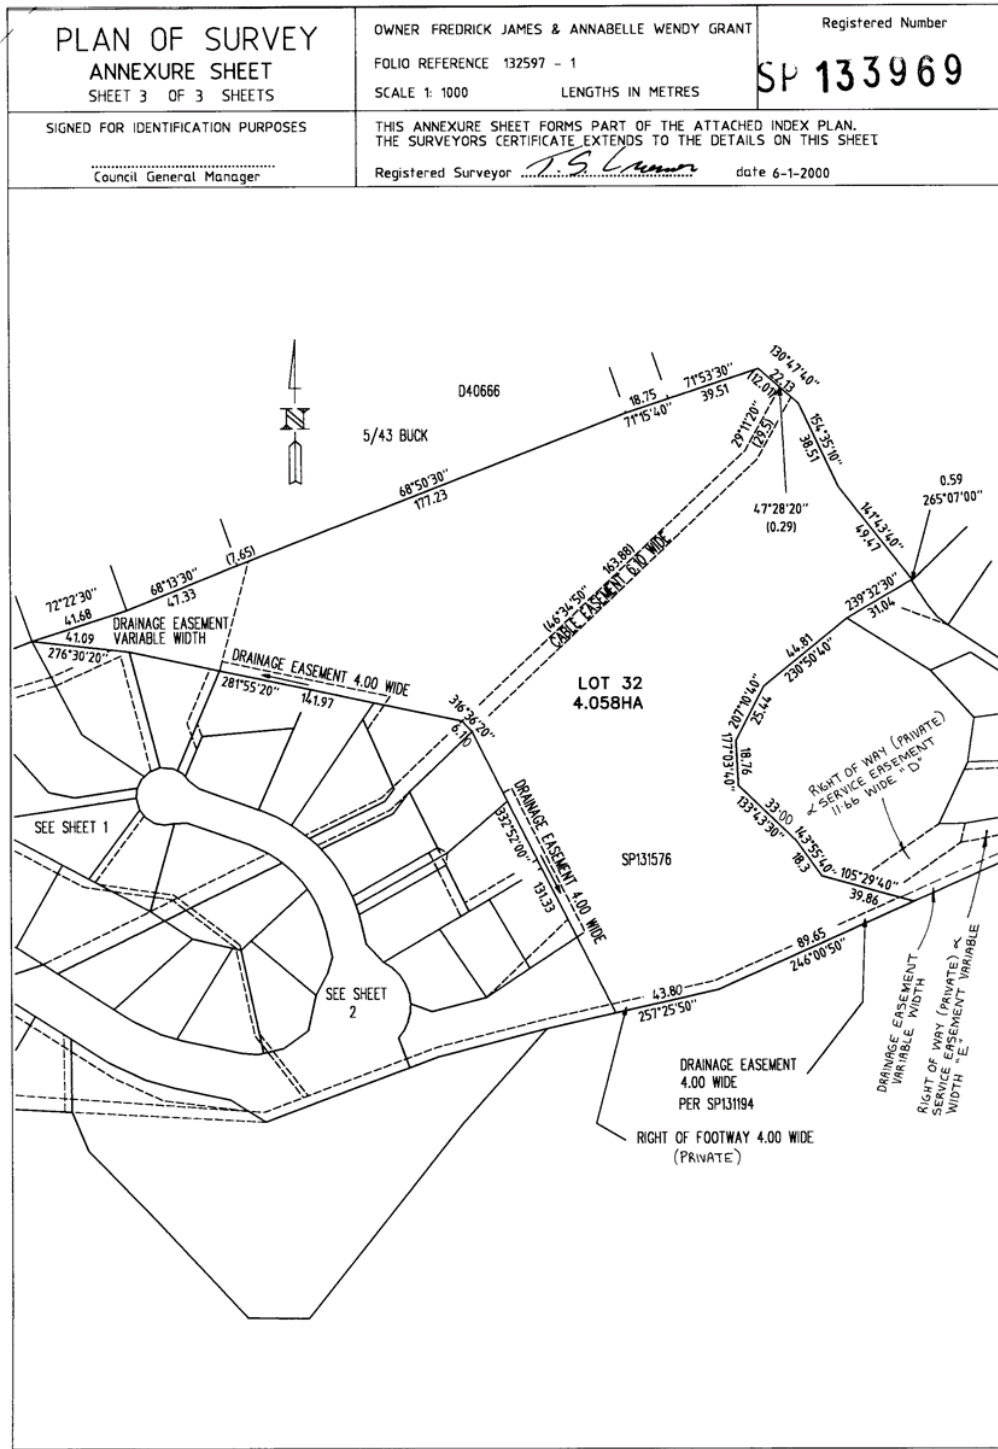 PLAN OF SURVEY
ANNEXURE SHEET
SHEET 3 OF 3 SHEETS
OWNER FREDRICK JAMES & ANNABELLE WENDY GRANT
FOLIO REFERENCE 132597 - 1
SCALE 1: 1000 LENGTHS IN METRES
Registered Number
SP 133969
SIGNED FOR IDENTIFICATION PURPOSES
Council General Manager
THIS ANNEXURE SHEET FORMS PART OF THE ATTACHED INDEX PLAN.
THE SURVEYORS CERTIFICATE EXTENDS TO THE DETAILS ON THIS SHEET
Registered Surveyor date 6-1-2000
130°47'40"
22.13
(12.01)
71°53'30"
39.51
18.75
71°15'40"
D40666
N
5/43 BUCK
29°11'20"
(29.5)
154°35'10"
38.51
68°50'30"
177.23
0.59
265°07'00"
47°28'20"
(0.29)
141°43'40"
49.47
(7.65)
(46°34'50" 163.88)
CABLE EASEMENT 6.10 WIDE
72°22'30"
41.68
68°13'30"
47.33
239°32'30"
31.04
41.09
276°30'20"
DRAINAGE EASEMENT
VARIABLE WIDTH
DRAINAGE EASEMENT 4.00 WIDE
281°55'20" 141.97
44.81
230°50'40"
LOT 32
4.058HA
316°36'20"
6.10
207°10'40"
25.44
177°03'40"
18.76
RIGHT OF WAY (PRIVATE)
& SERVICE EASEMENT
11.66 WIDE "D"
133°43'30"
33.00
SEE SHEET 1
DRAINAGE EASEMENT 4.00 WIDE
332°52'00" 131.33
143°55'40"
18.3
SP131576
105°29'40"
39.86
89.65
246°00'50"
SEE SHEET
2
43.80
257°25'50"
DRAINAGE EASEMENT
VARIABLE WIDTH
RIGHT OF WAY (PRIVATE) &
SERVICE EASEMENT VARIABLE
WIDTH "E"
DRAINAGE EASEMENT
4.00 WIDE
PER SP131194
RIGHT OF FOOTWAY 4.00 WIDE
(PRIVATE)